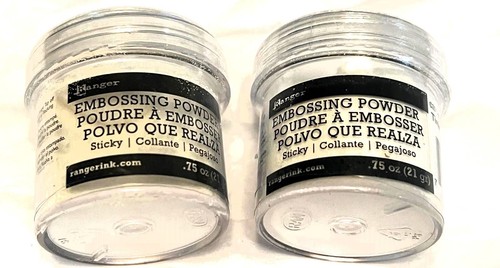 Ranger
EMBOSSING POWDER
POUDRE À EMBOSSER
POLVO QUE REALZA
Sticky | Collante | Pegajoso
rangerink.com .75 oz (21
Ranger
EMBOSSING POWDER
POUDRE À EMBOSSER
POLVO QUE REALZA
Sticky | Collante | Pegajoso
rangerink.com .75 oz (21 g